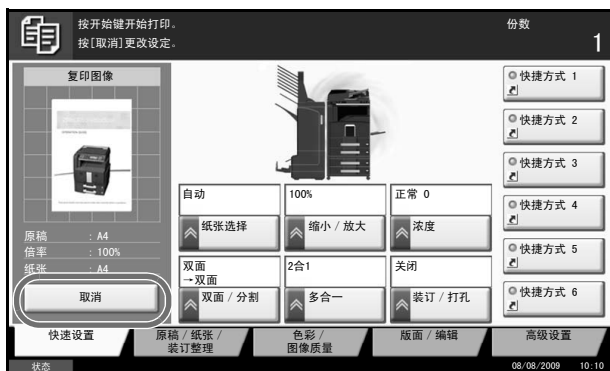 按开始键开始打印。
按[取消]更改设定。
份数
1
复印图像
原稿 : A4
倍率 : 100%
纸张 : A4
取消
自动
纸张选择
100%
缩小 / 放大
正常 0
浓度
双面
→双面
双面 / 分割
2合1
多合一
关闭
装订 / 打孔
快捷方式 1
快捷方式 2
快捷方式 3
快捷方式 4
快捷方式 5
快捷方式 6
快速设置
原稿 / 纸张 /
装订整理
色彩 /
图像质量
版面 / 编辑
高级设置
状态
08/08/2009 10:10